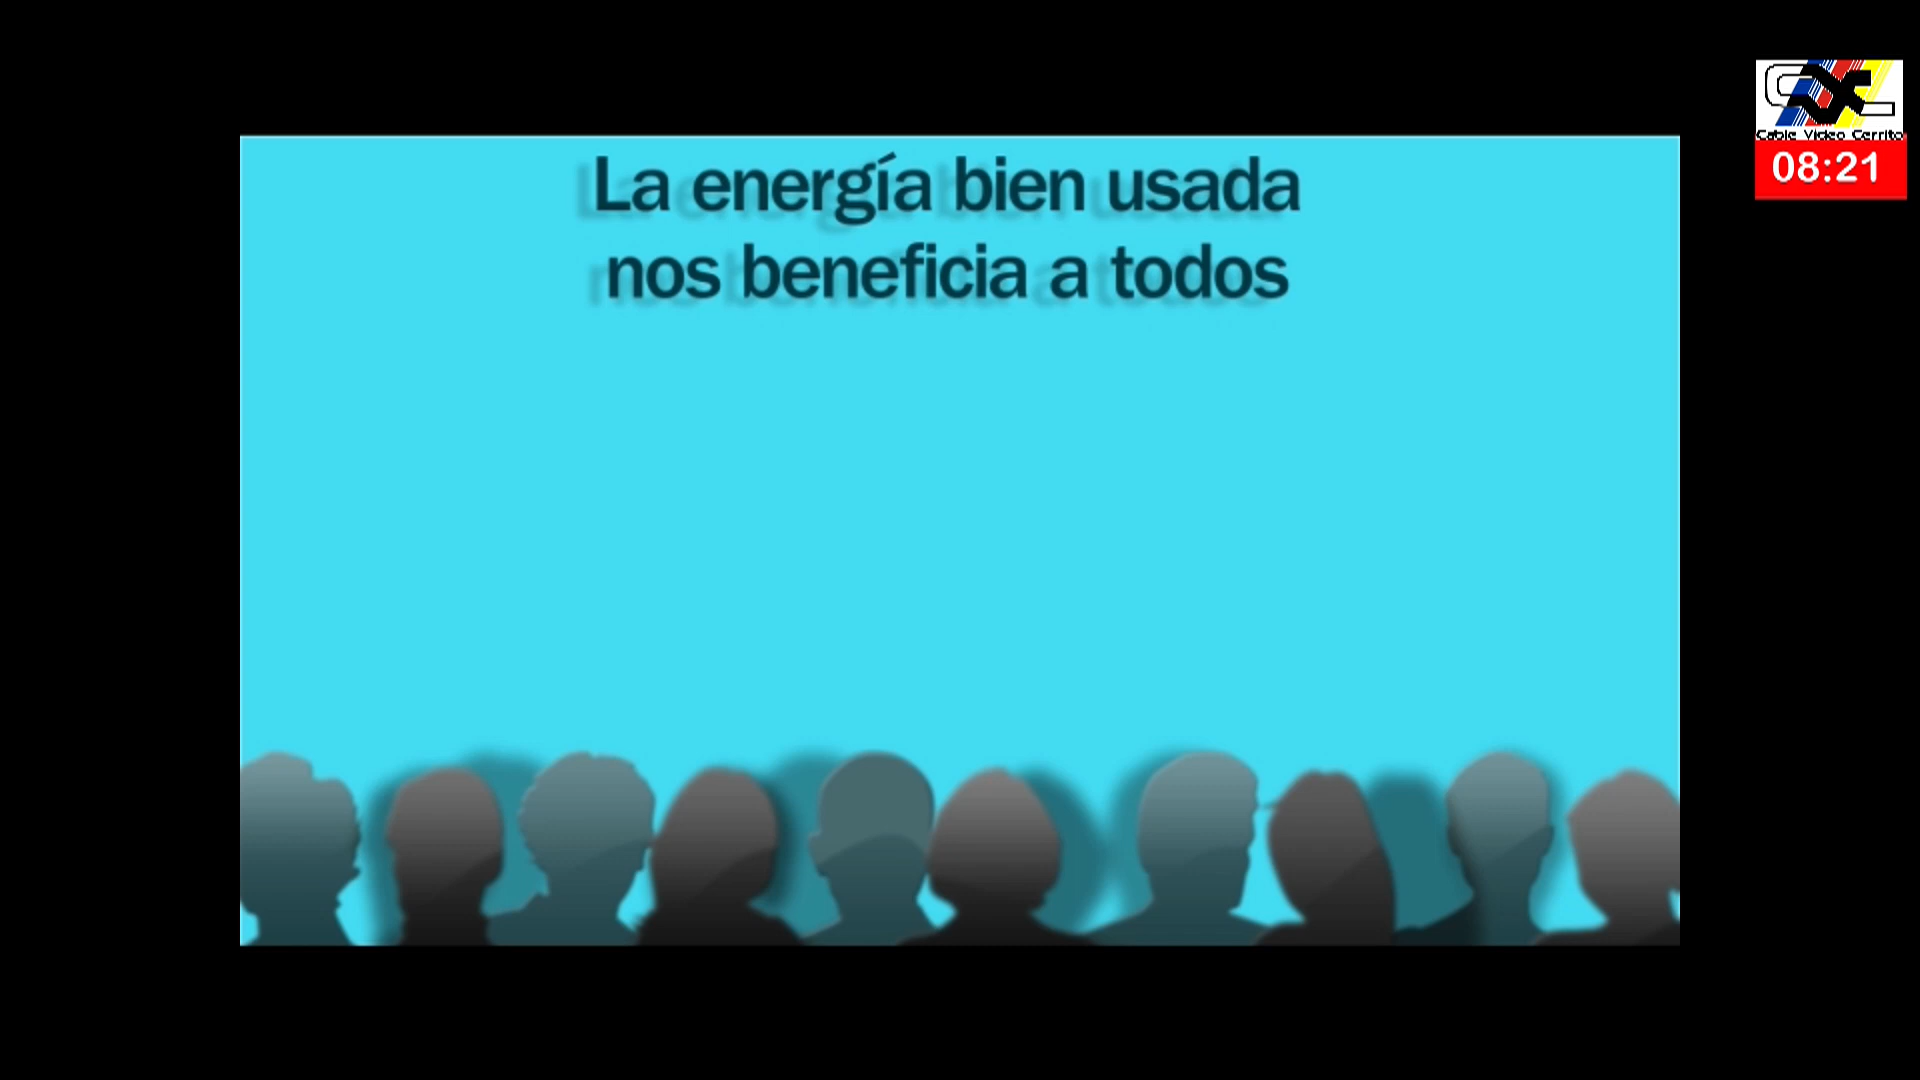 La energía bien usada
nos beneficia a todos
Cable Video Cerrito
08:21